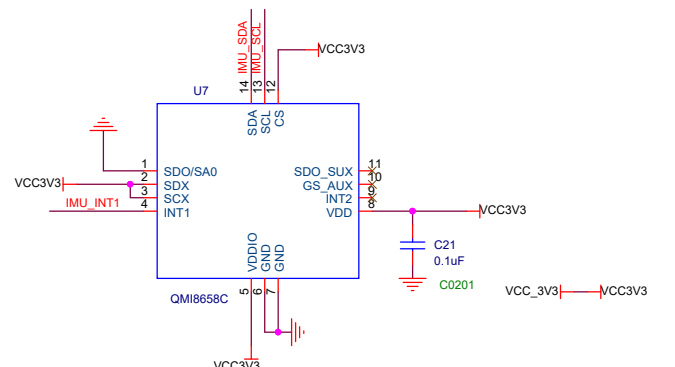 IMU_SDA
IMU_SCL
VCC3V3
14
13
12
U7
SDA
SCL
CS
1
SDO/SA0
SDO_SUX
11
VCC3V3
2
SDX
GS_AUX
10
3
SCX
INT2
9
IMU_INT1
4
INT1
VDD
8
VCC3V3
VDDIO
GND
GND
C21
0.1uF
C0201
QMI8658C
5
6
7
VCC_3V3
VCC3V3
VCC3V3